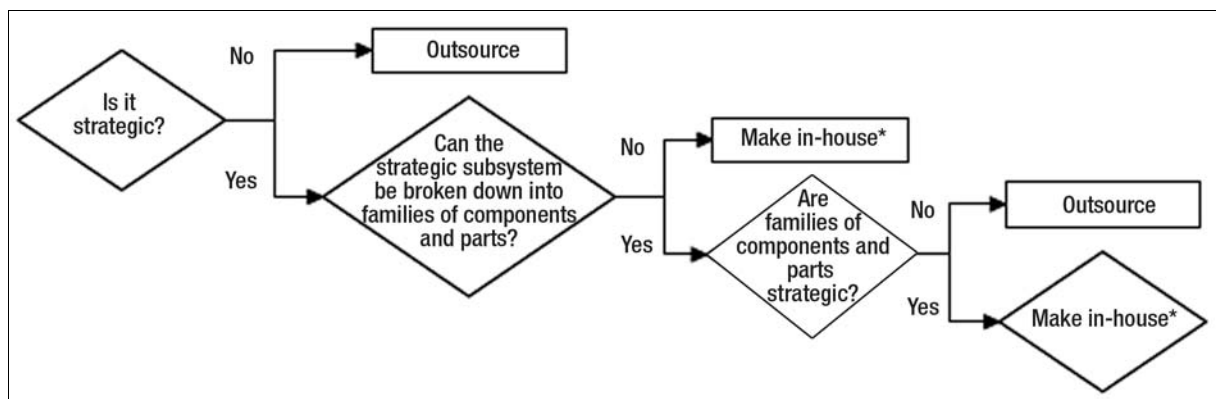 Is it
strategic?
No
Yes
Outsource
Can the
strategic subsystem
be broken down into
families of components
and parts?
No
Yes
Make in-house*
Are
families of
components and
parts
strategic?
No
Yes
Outsource
Make in-house*